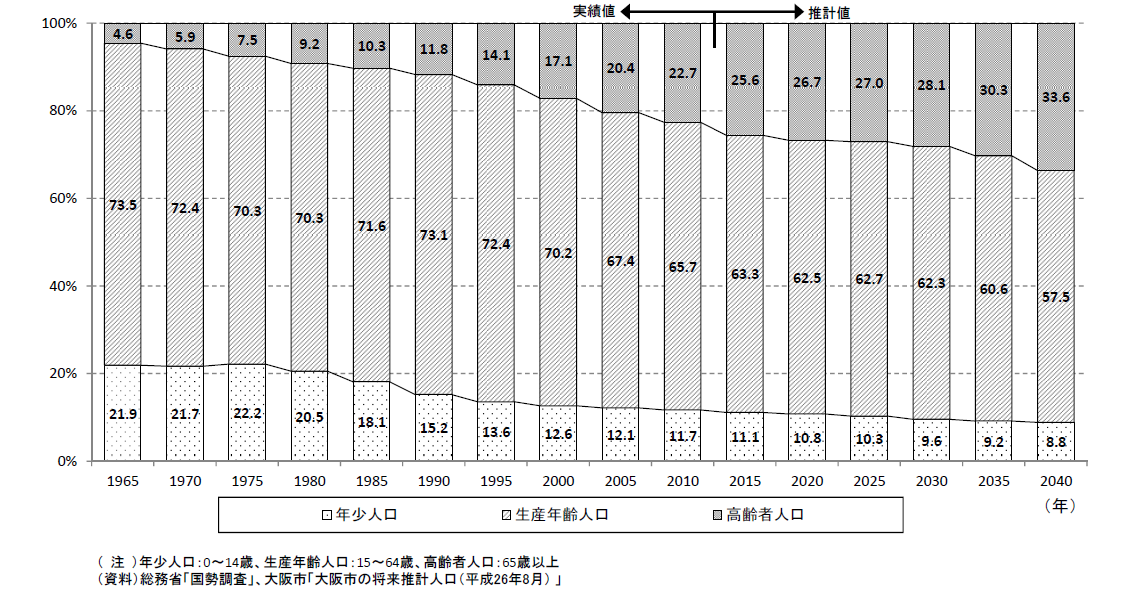 実績値 推計値
100%
4.6 5.9 7.5 9.2 10.3 11.8 14.1 17.1 20.4 22.7 25.6 26.7 27.0 28.1 30.3 33.6
80%
60%
73.5 72.4 70.3 70.3 71.6 73.1 72.4 70.2 67.4 65.7 63.3 62.5 62.7 62.3 60.6 57.5
40%
20%
21.9 21.7 22.2 20.5 18.1 15.2 13.6 12.6 12.1 11.7 11.1 10.8 10.3 9.6 9.2 8.8
0%
1965 1970 1975 1980 1985 1990 1995 2000 2005 2010 2015 2020 2025 2030 2035 2040
（年）
年少人口 生産年齢人口 高齢者人口
（ 注 ）年少人口：0～14歳、生産年齢人口：15～64歳、高齢者人口：65歳以上
（資料）総務省「国勢調査」、大阪市「大阪市の将来推計人口（平成26年8月）」